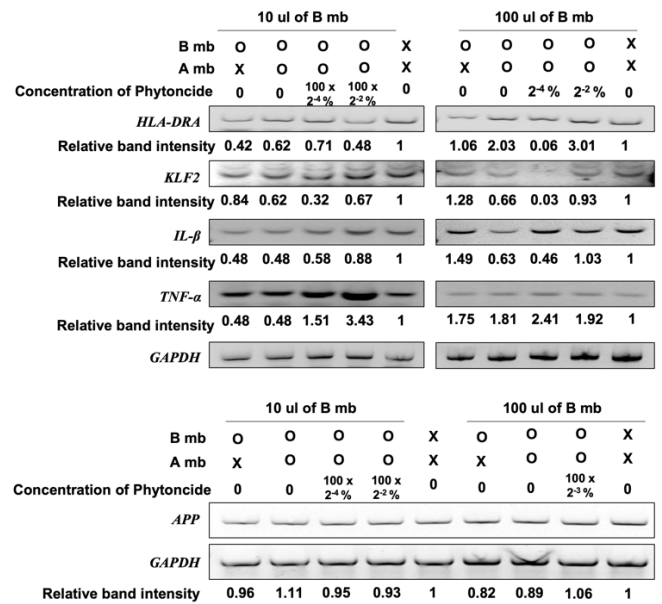 10 ul of B mb 100 ul of B mb
B mb O O O O X O O O O X
A mb X O O O X X O O O X
Concentration of Phytoncide 0 0 100 x 2⁻⁴ % 100 x 2⁻² % 0 0 0 2⁻⁴ % 2⁻² % 0
HLA-DRA
Relative band intensity 0.42 0.62 0.71 0.48 1 1.06 2.03 0.06 3.01 1
KLF2
Relative band intensity 0.84 0.62 0.32 0.67 1 1.28 0.66 0.03 0.93 1
IL-β
Relative band intensity 0.48 0.48 0.58 0.88 1 1.49 0.63 0.46 1.03 1
TNF-α
Relative band intensity 0.48 0.48 1.51 3.43 1 1.75 1.81 2.41 1.92 1
GAPDH
10 ul of B mb 100 ul of B mb
B mb O O O O X O O O X
A mb X O O O X X O O X
Concentration of Phytoncide 0 0 100 x 2⁻⁴ % 100 x 2⁻² % 0 0 0 100 x 2⁻³ % 0
APP
GAPDH
Relative band intensity 0.96 1.11 0.95 0.93 1 0.82 0.89 1.06 1